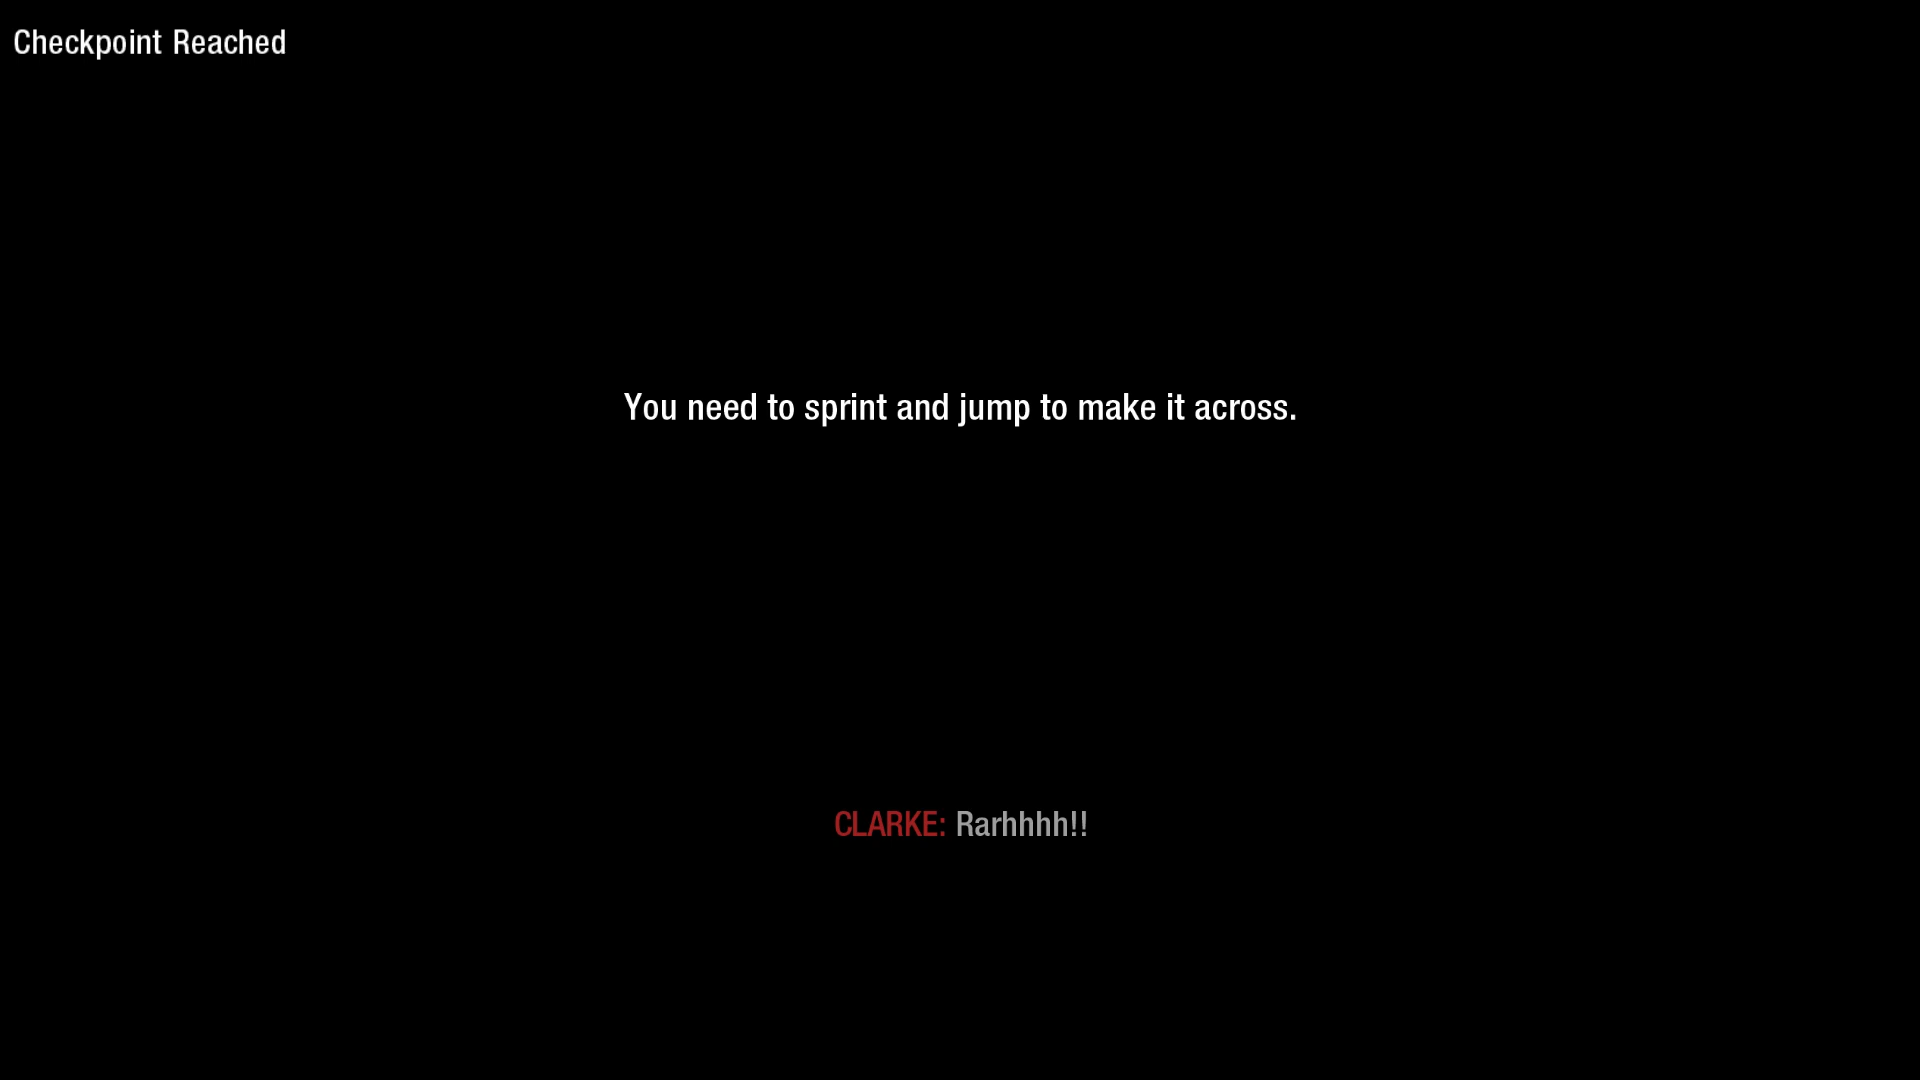 Checkpoint Reached
You need to sprint and jump to make it across.
CLARKE: Rarhhhh!!